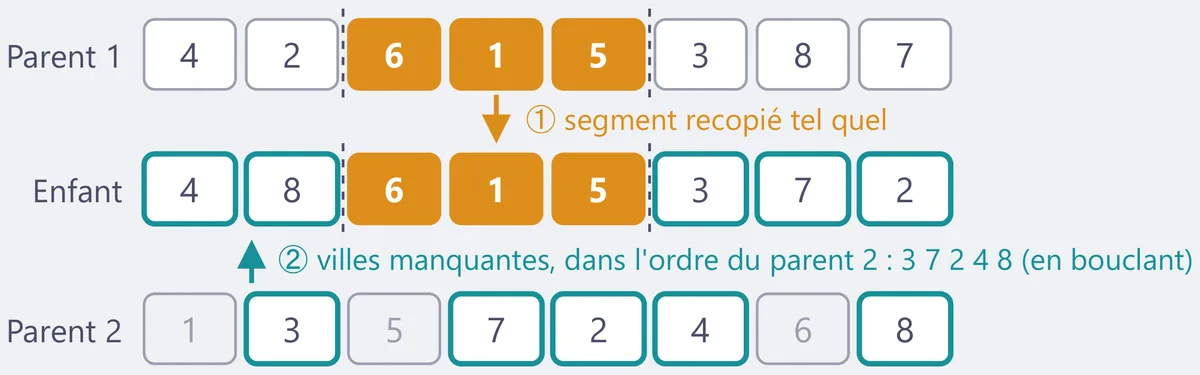 Parent 1 4 2 6 1 5 3 8 7
① segment recopié tel quel
Enfant 4 8 6 1 5 3 7 2
② villes manquantes, dans l'ordre du parent 2 : 3 7 2 4 8 (en bouclant)
Parent 2 1 3 5 7 2 4 6 8